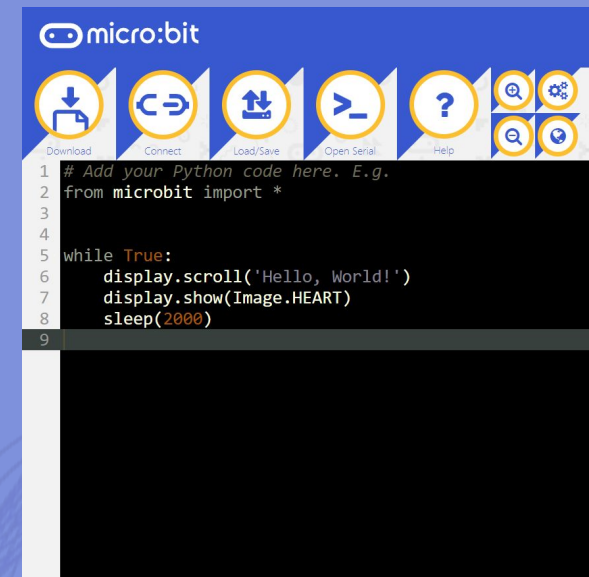 micro:bit
Download Connect Load/Save Open Serial Help
1 # Add your Python code here. E.g.
2 from microbit import *
3
4
5 while True:
6     display.scroll('Hello, World!')
7     display.show(Image.HEART)
8     sleep(2000)
9